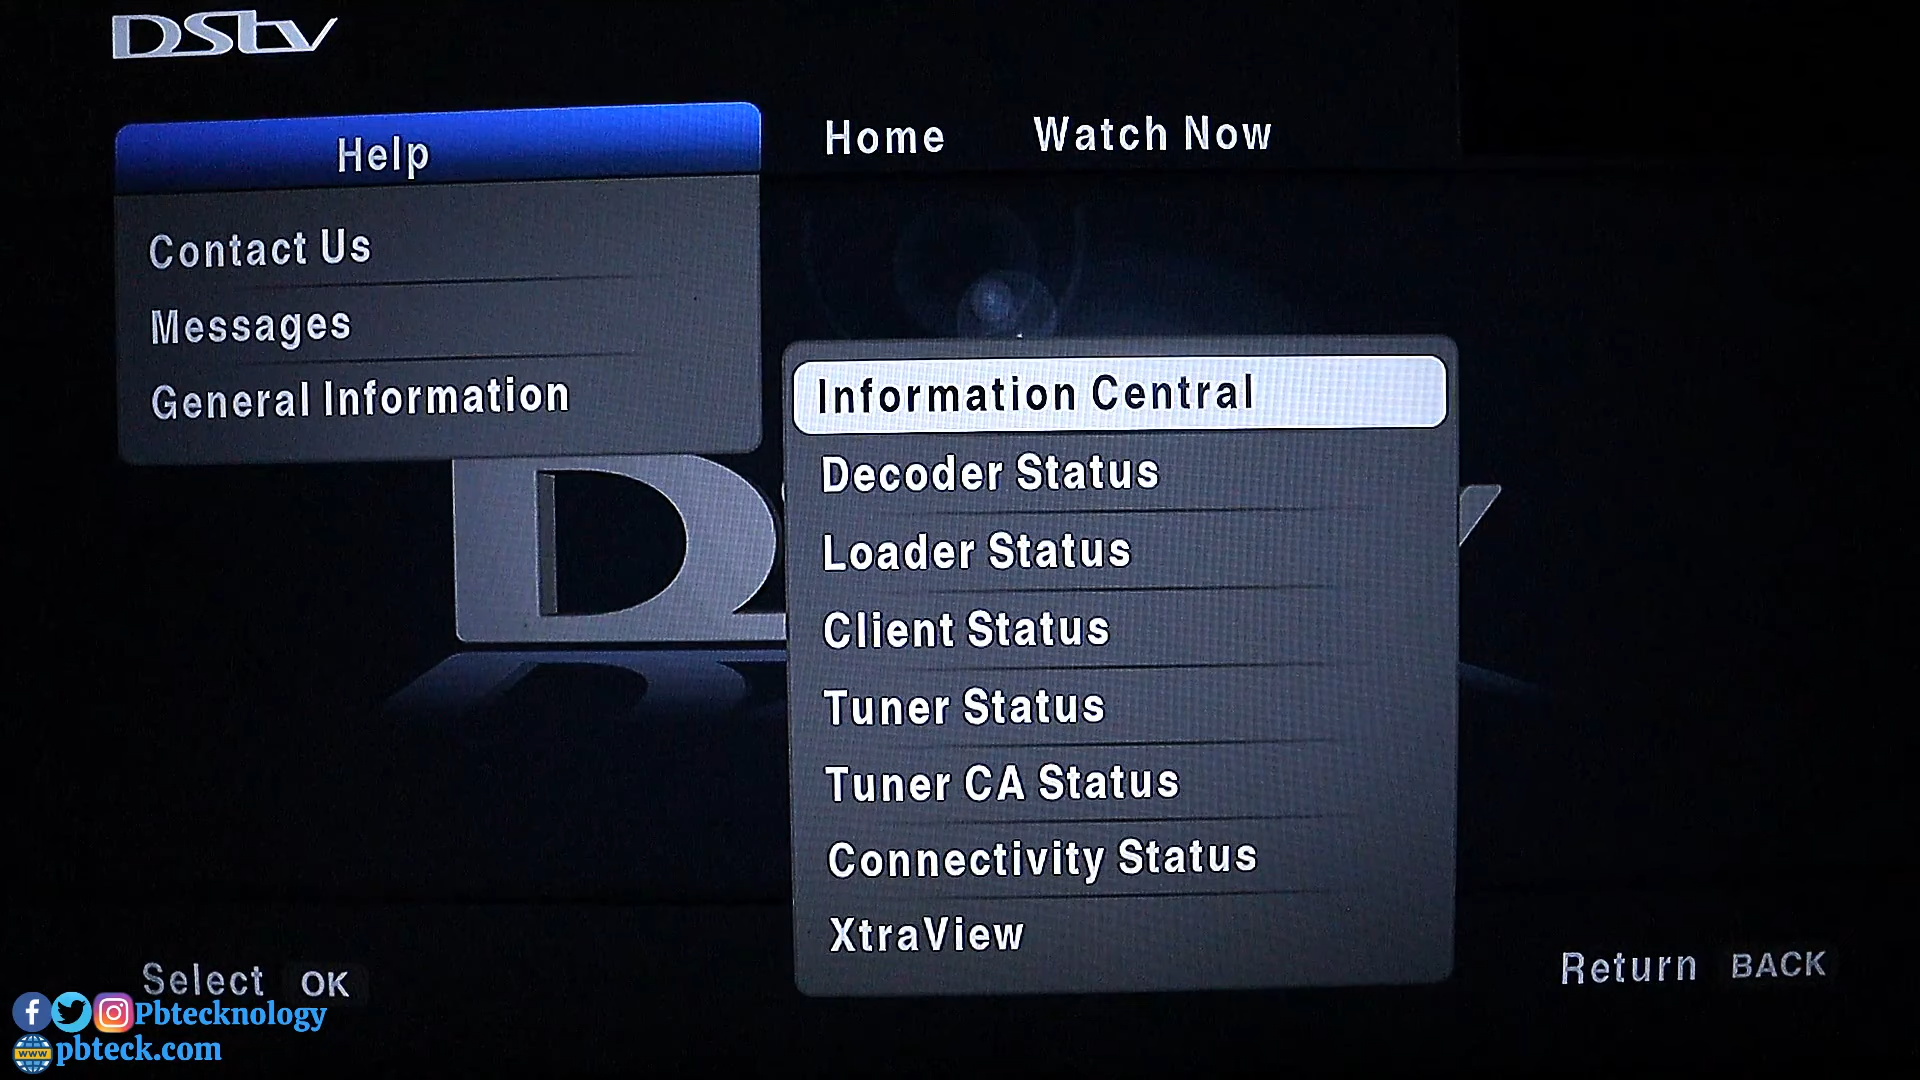 DStv
Help
Home
Watch Now
Contact Us
Messages
General Information
Information Central
Decoder Status
Loader Status
Client Status
Tuner Status
Tuner CA Status
Connectivity Status
XtraView
Select OK
Return BACK
Pbtecknology
www pbteck.com